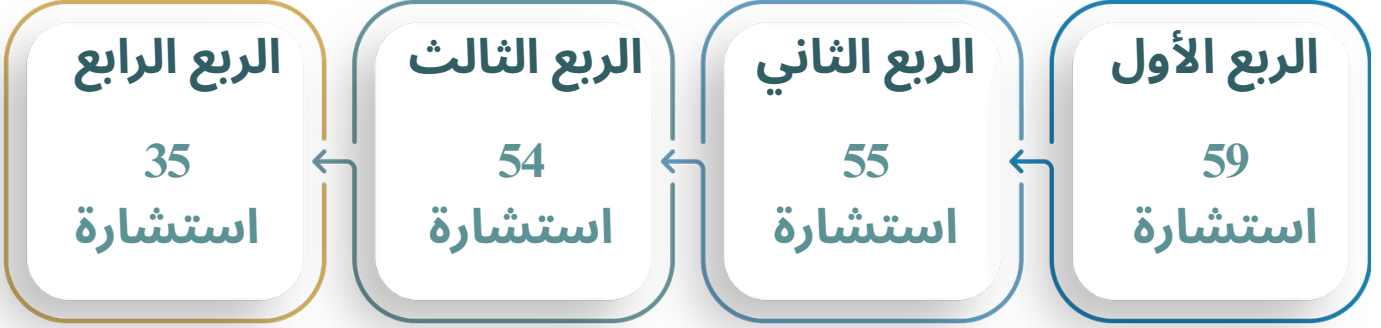 الربع الأول
59
استشارة
الربع الثاني
55
استشارة
الربع الثالث
54
استشارة
الربع الرابع
35
استشارة